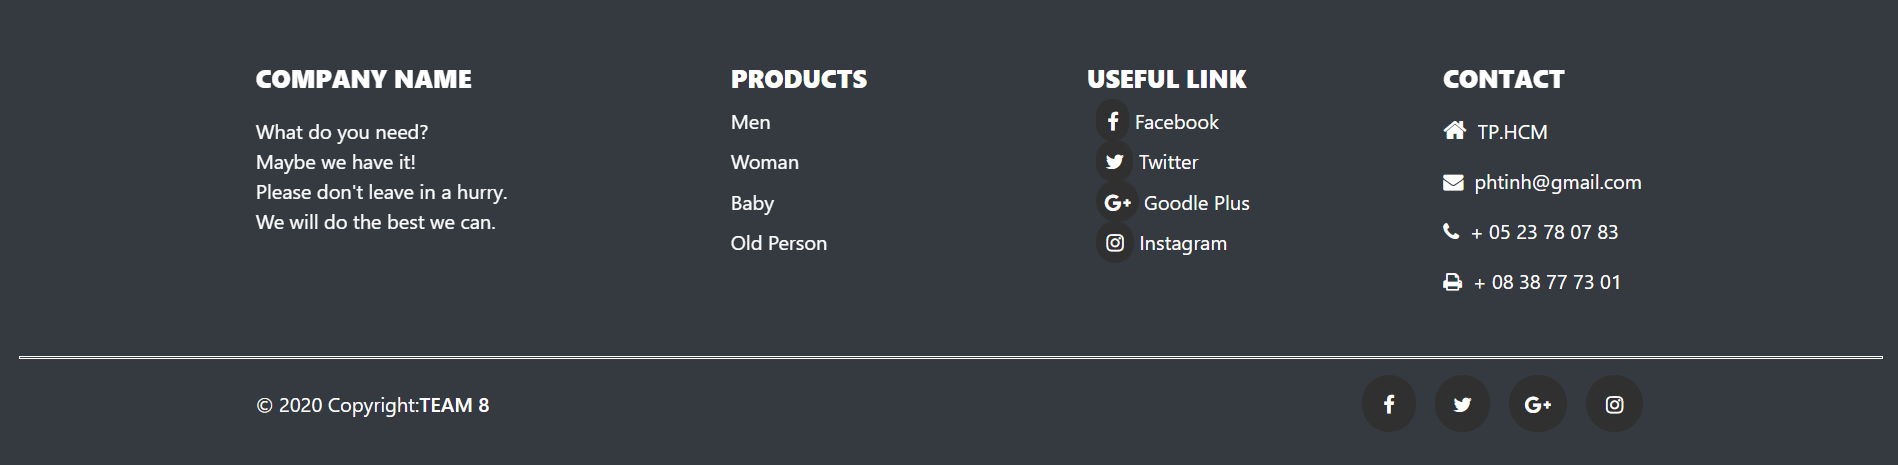 COMPANY NAME
What do you need?
Maybe we have it!
Please don't leave in a hurry.
We will do the best we can.
PRODUCTS
Men
Woman
Baby
Old Person
USEFUL LINK
Facebook
Twitter
G+ Goodle Plus
Instagram
CONTACT
TP.HCM
phtinh@gmail.com
+ 05 23 78 07 83
+ 08 38 77 73 01
© 2020 Copyright:TEAM 8
G+